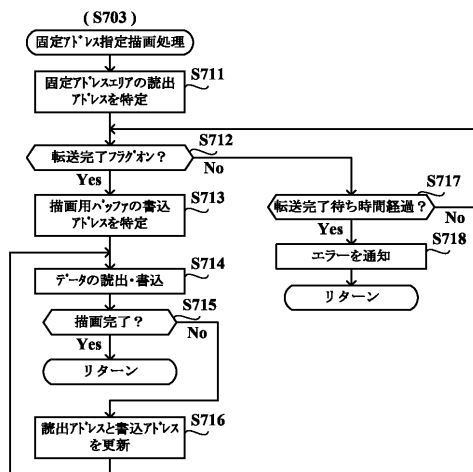 ( S703 )
固定アドレス指定描画処理
S711
固定アドレスエリアの読出
アドレスを特定
S712
転送完了フラグオン？
No
Yes
S713
描画用バッファの書込
アドレスを特定
S717
転送完了待ち時間経過？
No
Yes
S718
エラーを通知
リターン
S714
データの読出・書込
S715
描画完了？
No
Yes
リターン
S716
読出アドレスと書込アドレス
を更新